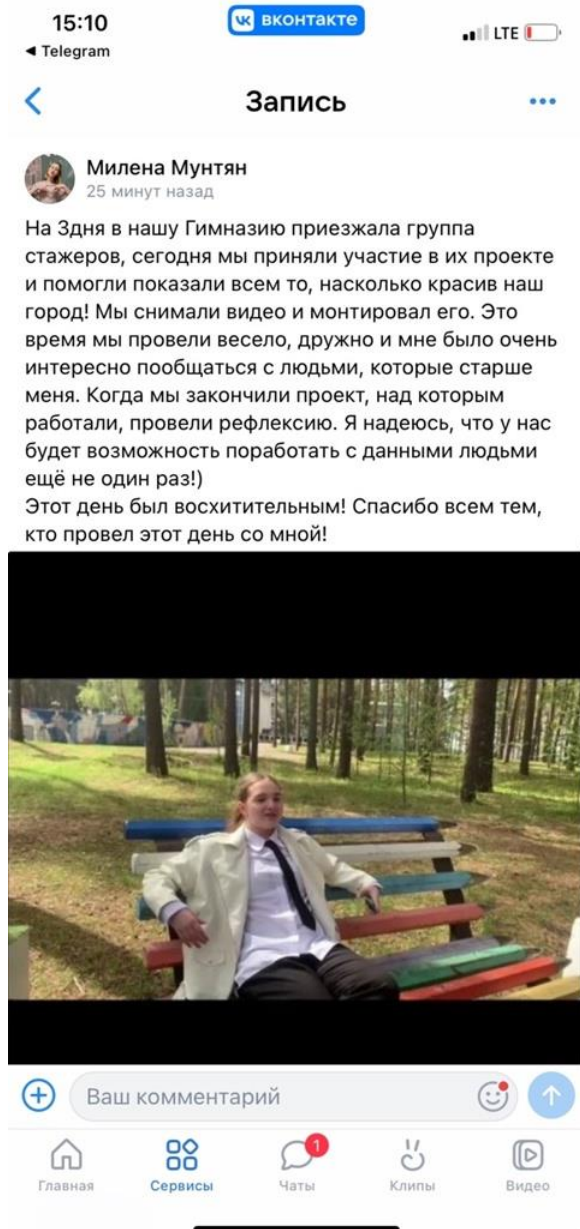 15:10
вконтакте
LTE
◄ Telegram
Запись
Милена Мунтян
25 минут назад
На 3дня в нашу Гимназию приезжала группа
стажеров, сегодня мы приняли участие в их проекте
и помогли показали всем то, насколько красив наш
город! Мы снимали видео и монтировал его. Это
время мы провели весело, дружно и мне было очень
интересно пообщаться с людьми, которые старше
меня. Когда мы закончили проект, над которым
работали, провели рефлексию. Я надеюсь, что у нас
будет возможность поработать с данными людьми
ещё не один раз!)
Этот день был восхитительным! Спасибо всем тем,
кто провел этот день со мной!
Ваш комментарий
1
Главная Сервисы Чаты Клипы Видео